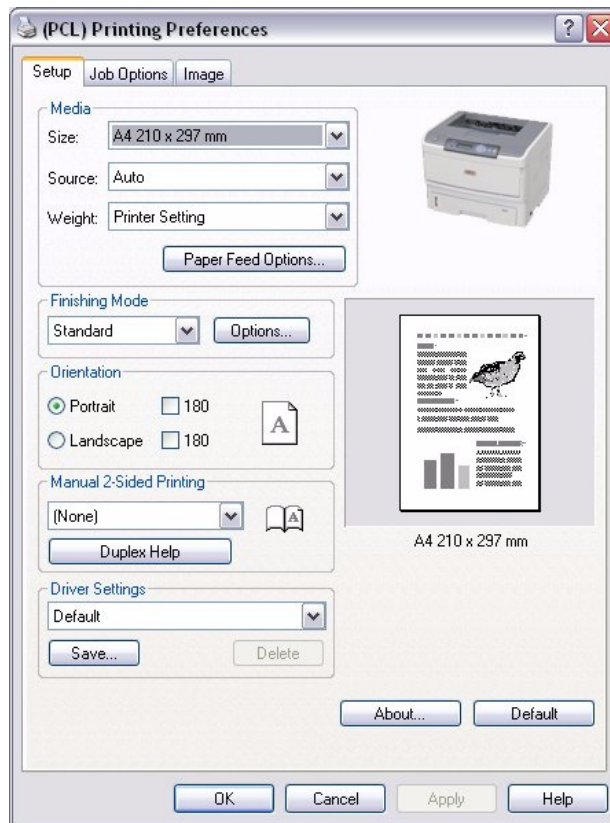 (PCL) Printing Preferences
Setup Job Options Image
Media
Size: A4 210 x 297 mm
Source: Auto
Weight: Printer Setting
Paper Feed Options...
Finishing Mode
Standard Options...
Orientation
Portrait 180
Landscape 180
A
Manual 2-Sided Printing
(None)
A
Duplex Help
A4 210 x 297 mm
Driver Settings
Default
Save... Delete
About... Default
OK Cancel Apply Help